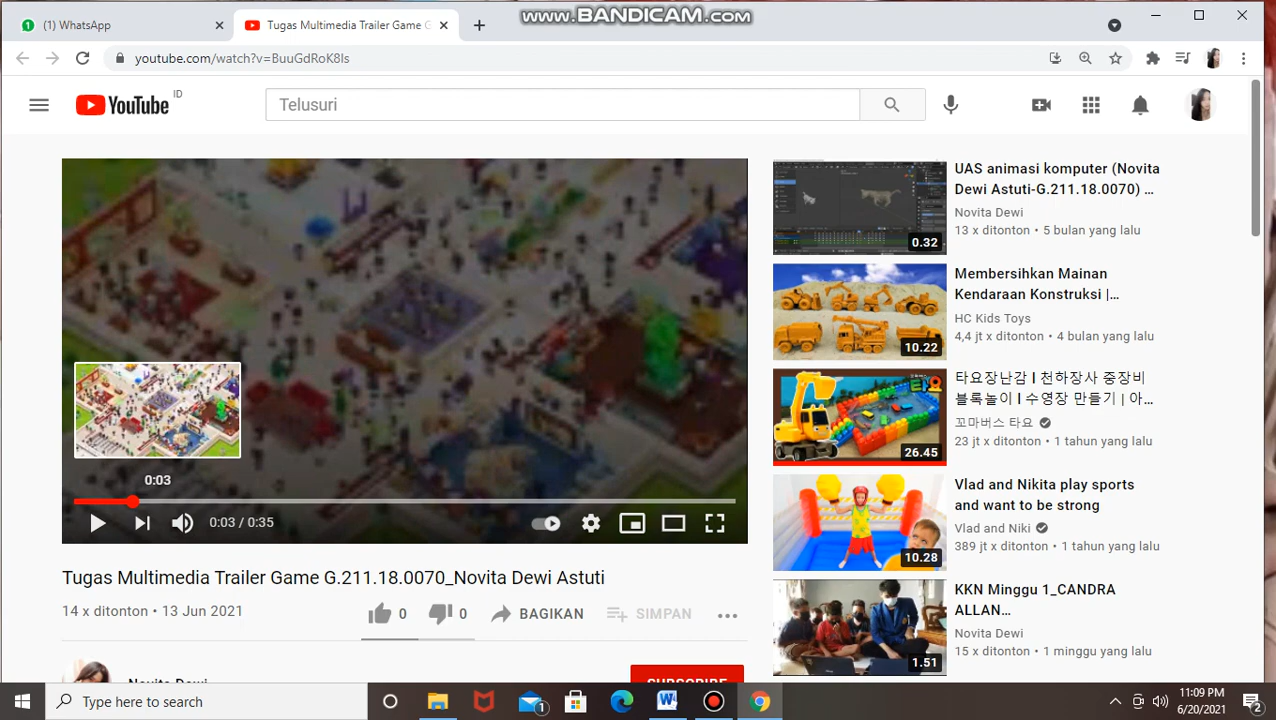 www.BANDICAM.com
(1) WhatsApp
Tugas Multimedia Trailer Game G
youtube.com/watch?v=BuuGdRoK8Is
YouTube ID
Telusuri
0:03
0:03 / 0:35
Tugas Multimedia Trailer Game G.211.18.0070_Novita Dewi Astuti
14 x ditonton • 13 Jun 2021
0
0
BAGIKAN
SIMPAN
Novita Dewi
SUBSCRIBE
0.32
UAS animasi komputer (Novita
Dewi Astuti-G.211.18.0070) ...
Novita Dewi
13 x ditonton • 5 bulan yang lalu
10.22
Membersihkan Mainan
Kendaraan Konstruksi |...
HC Kids Toys
4,4 jt x ditonton • 4 bulan yang lalu
타요
26.45
타요장난감 l 천하장사 중장비
블록놀이 l 수영장 만들기 | 아...
꼬마버스 타요
23 jt x ditonton • 1 tahun yang lalu
10.28
Vlad and Nikita play sports
and want to be strong
Vlad and Niki
389 jt x ditonton • 1 tahun yang lalu
1.51
KKN Minggu 1_CANDRA
ALLAN...
Novita Dewi
15 x ditonton • 1 minggu yang lalu
Type here to search
1
11:09 PM
6/20/2021
2